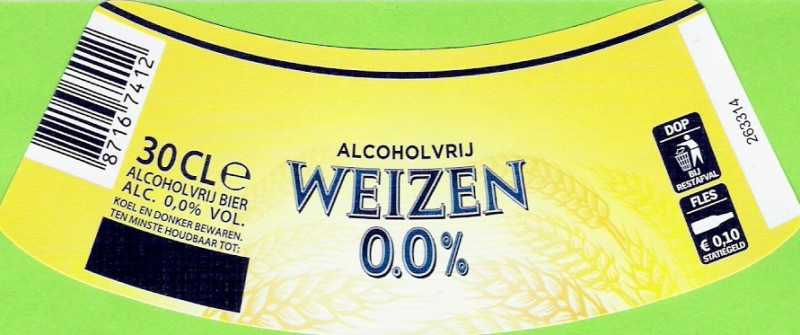 8716 7412
30 CL e
ALCOHOLVRIJ BIER
ALC. 0,0% VOL.
KOEL EN DONKER BEWAREN.
TEN MINSTE HOUDBAAR TOT:
ALCOHOLVRIJ
WEIZEN
0.0%
DOP
BIJ
RESTAFVAL
FLES
€ 0,10
STATIEGELD
263314